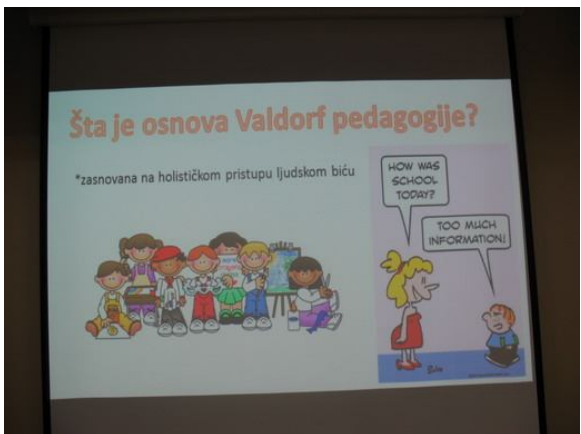 Šta je osnova Valdorf pedagogije?
*zasnovana na holističkom pristupu ljudskom biću
HOW WAS
SCHOOL
TODAY?
TOO MUCH
INFORMATION!